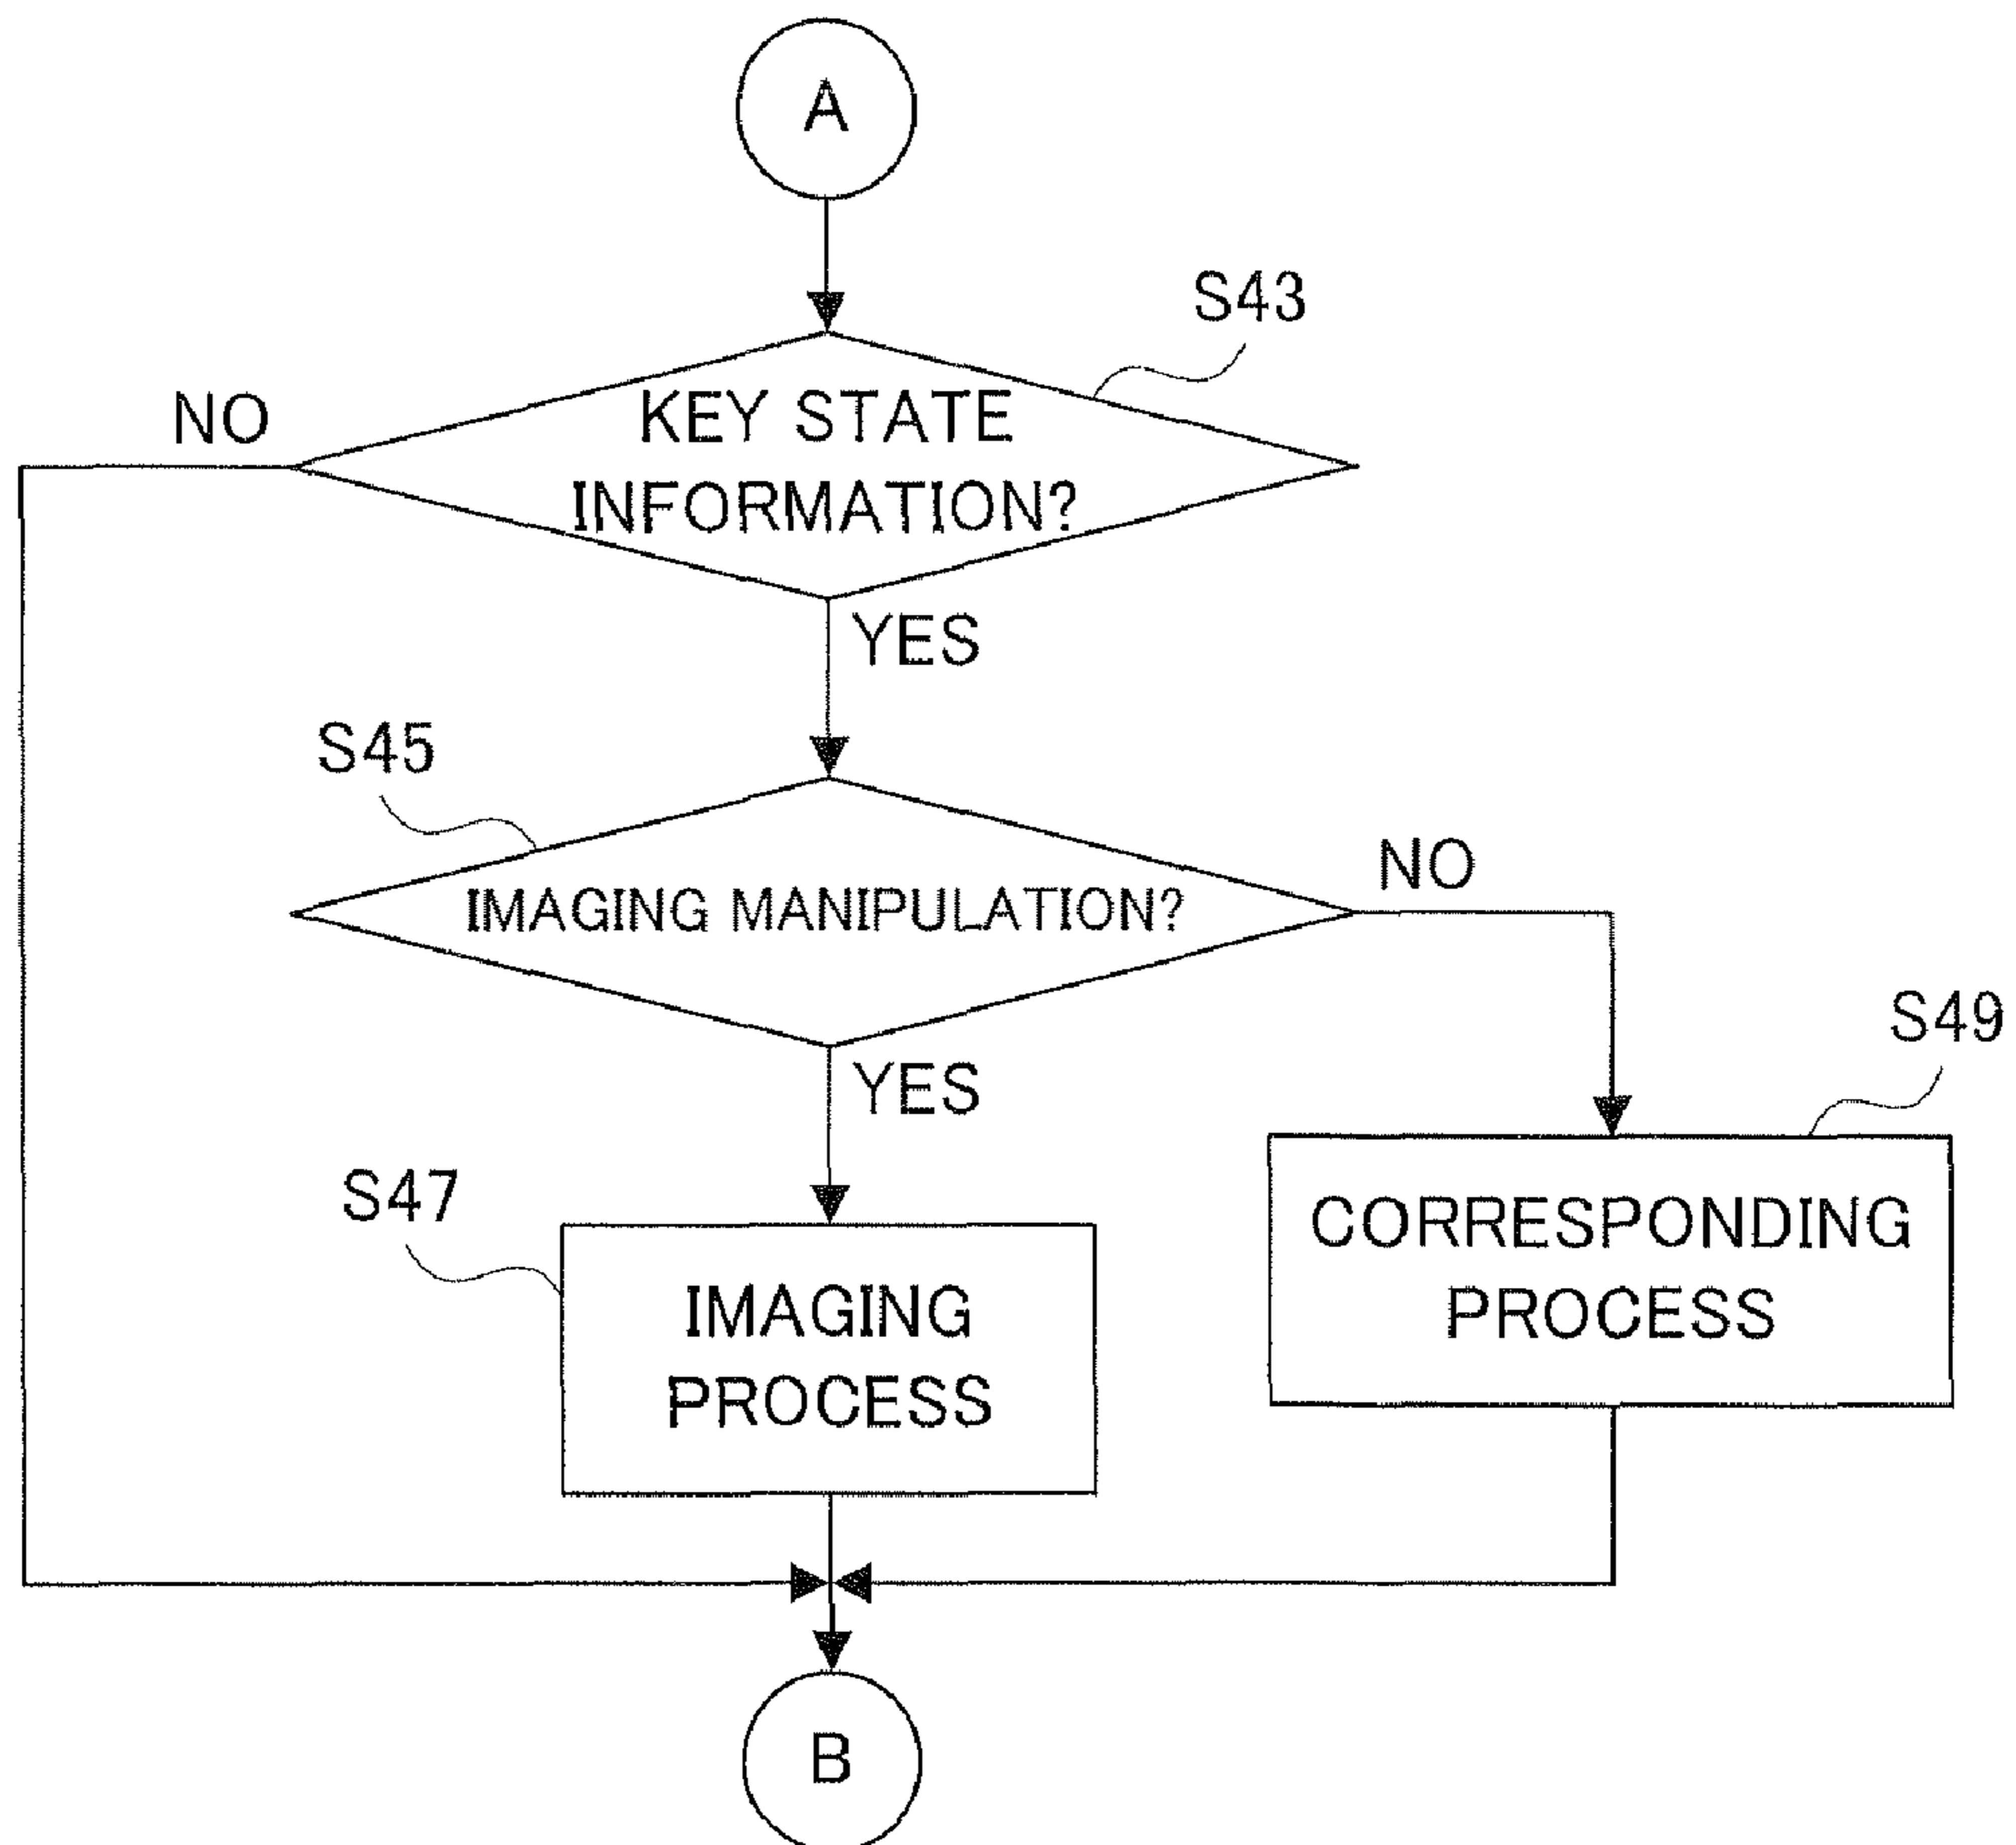 A
S43
NO
KEY STATE
INFORMATION?
YES
S45
NO
IMAGING MANIPULATION?
S49
YES
S47
CORRESPONDING
PROCESS
IMAGING
PROCESS
B